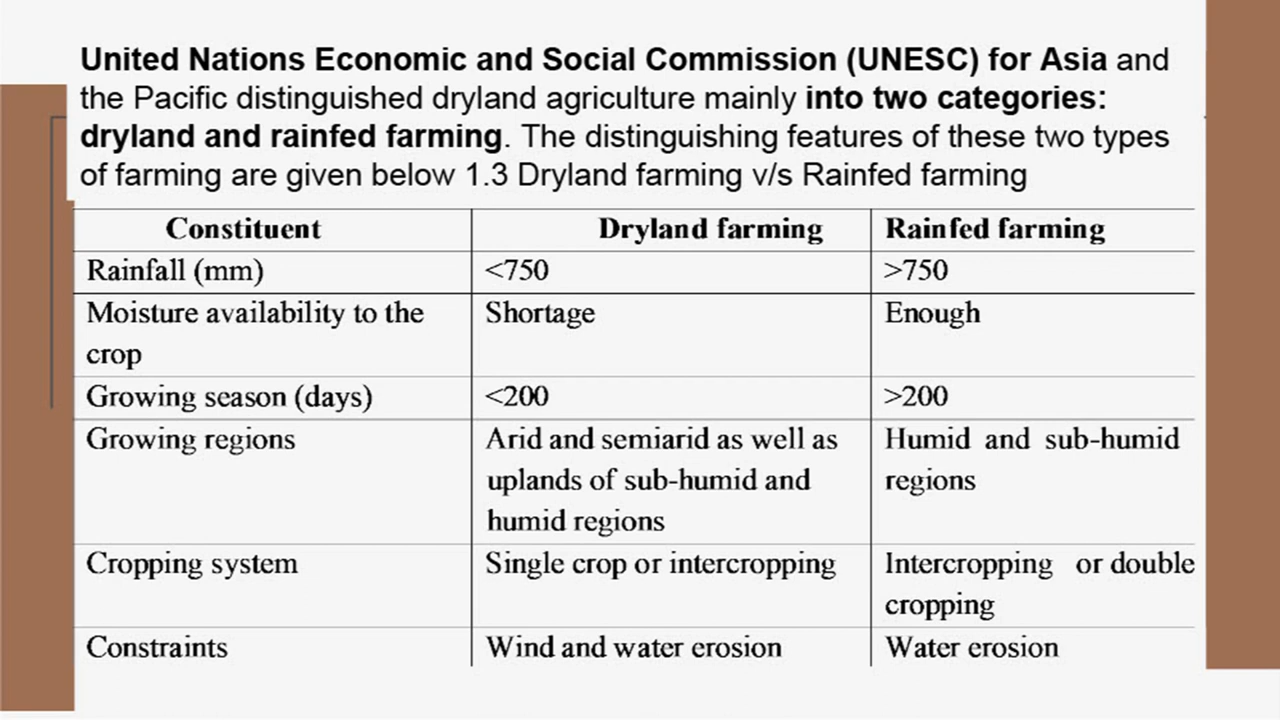 United Nations Economic and Social Commission (UNESC) for Asia and
the Pacific distinguished dryland agriculture mainly into two categories:
dryland and rainfed farming. The distinguishing features of these two types
of farming are given below 1.3 Dryland farming v/s Rainfed farming
Constituent Dryland farming Rainfed farming
Rainfall (mm) <750 >750
Moisture availability to the Shortage Enough
crop
Growing season (days) <200 >200
Growing regions Arid and semiarid as well as Humid and sub-humid
uplands of sub-humid and regions
humid regions
Cropping system Single crop or intercropping Intercropping or double
cropping
Constraints Wind and water erosion Water erosion